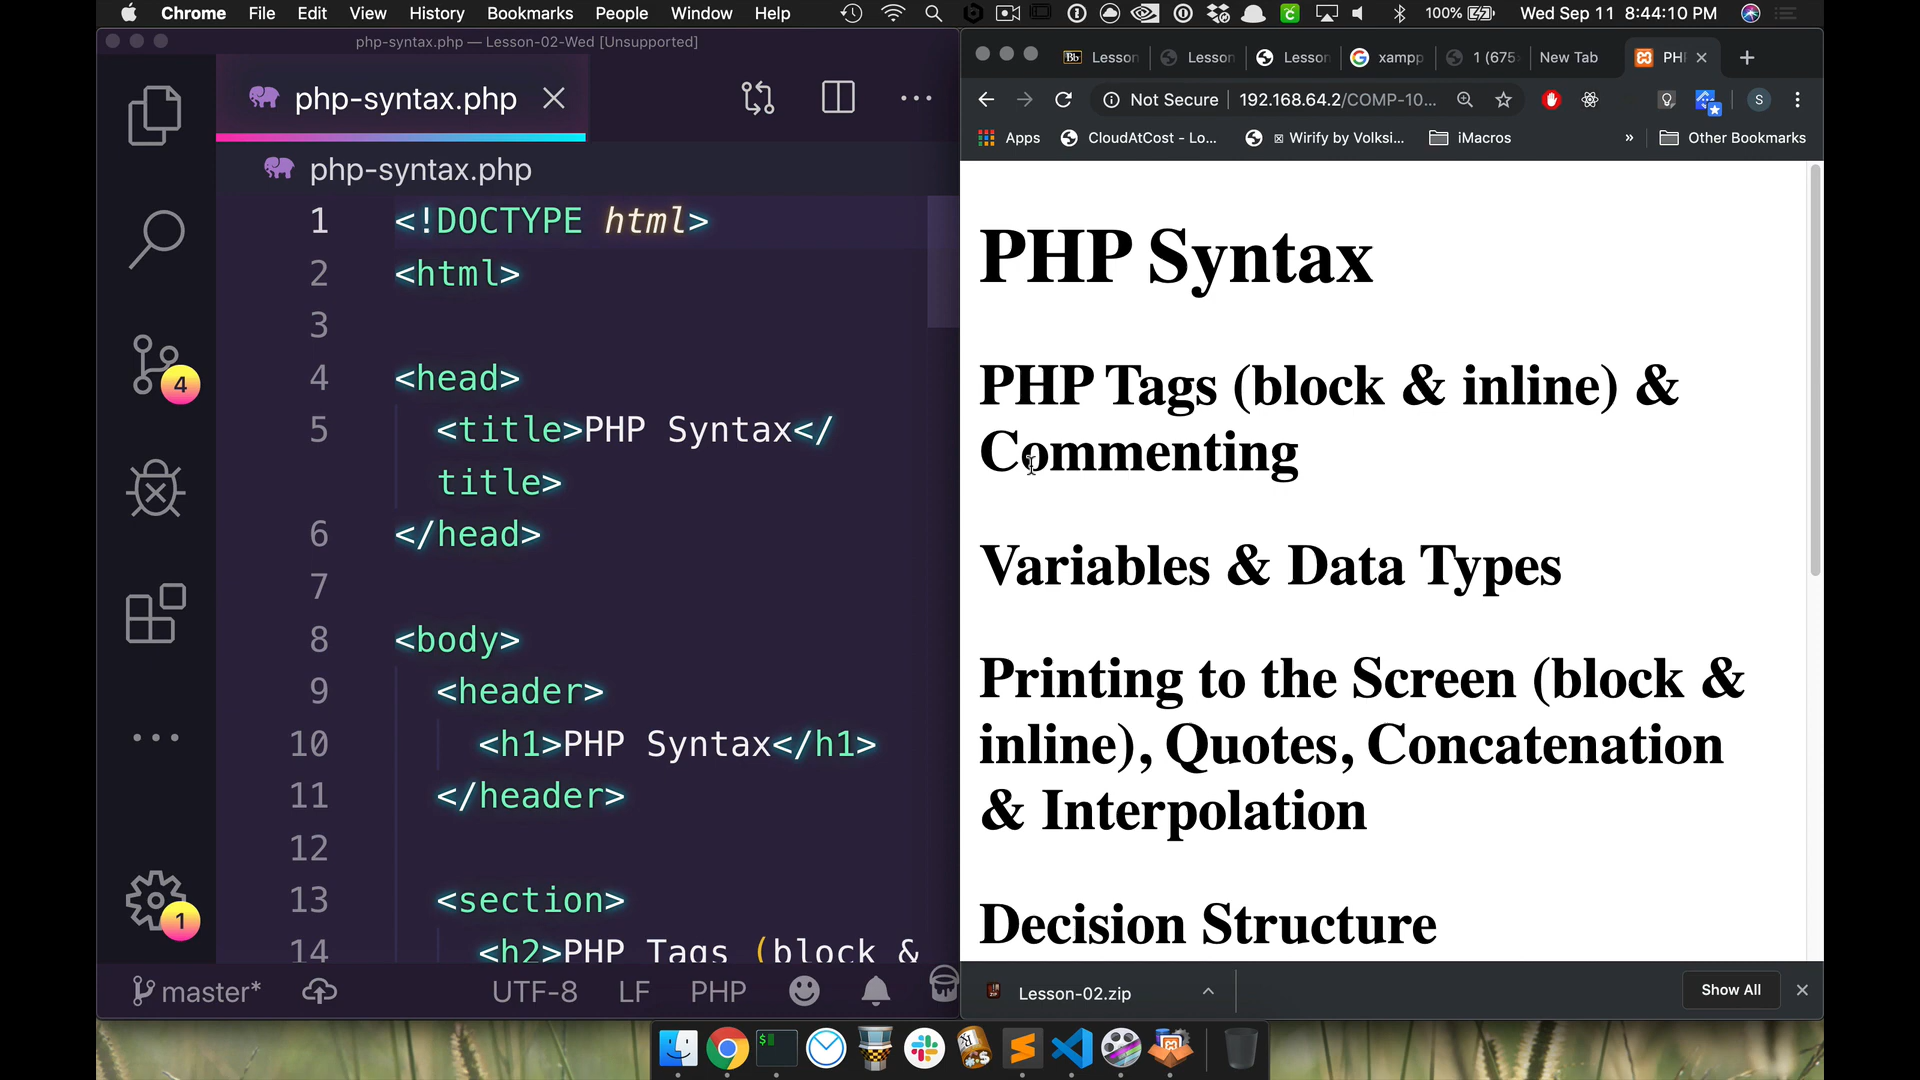 Chrome File Edit View History Bookmarks People Window Help 100% Wed Sep 11 8:44:10 PM
php-syntax.php — Lesson-02-Wed [Unsupported]
php-syntax.php
php-syntax.php
1 <!DOCTYPE html>
2 <html>
3
4 <head>
5 <title>PHP Syntax</
title>
6 </head>
7
8 <body>
9 <header>
10 <h1>PHP Syntax</h1>
11 </header>
12
13 <section>
14 <h2>PHP Tags (block &
4
1
master* UTF-8 LF PHP
Bb Lesson Lesson Lesson xampp 1 (675 New Tab PH
Not Secure 192.168.64.2/COMP-10... S
Apps CloudAtCost - Lo... Wirify by Volksi... iMacros » Other Bookmarks
PHP Syntax
PHP Tags (block & inline) &
Commenting
Variables & Data Types
Printing to the Screen (block &
inline), Quotes, Concatenation
& Interpolation
Decision Structure
Lesson-02.zip Show All